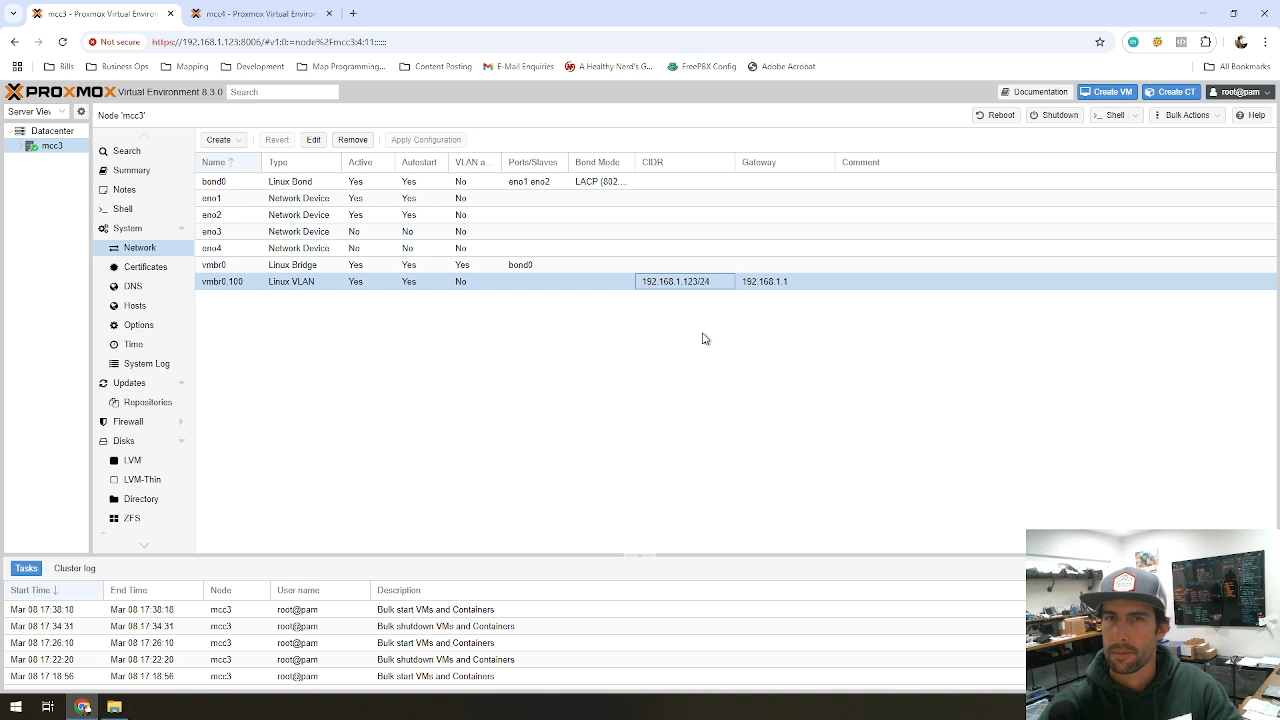 mcc3 - Proxmox Virtual Environ
mcc4 - Proxmox Virtual Environ
Not secure https://192.168.1.123:8006/#v1:0:=node%2Fmcc3:4:11::::::
Bills Business Ops Mapping Development Map Programming... Content Posting E-Mail Enquiries A Healthy Nerd's G... FreePBX Config Adobe Acrobat All Bookmarks
PROXMOX Virtual Environment 8.3.0 Search Documentation Create VM Create CT root@pam
Server View Node 'mcc3' Reboot Shutdown Shell Bulk Actions Help
Datacenter
mcc3
Search
Summary
Notes
Shell
System
Network
Certificates
DNS
Hosts
Options
Time
System Log
Updates
Repositories
Firewall
Disks
LVM
LVM-Thin
Directory
ZFS
Create Revert Edit Remove Apply Configuration
Name Type Active Autostart VLAN a... Ports/Slaves Bond Mode CIDR Gateway Comment
bond0 Linux Bond Yes Yes No eno1 eno2 LACP (802....
eno1 Network Device Yes Yes No
eno2 Network Device Yes Yes No
eno3 Network Device No No No
eno4 Network Device No No No
vmbr0 Linux Bridge Yes Yes Yes bond0
vmbr0.100 Linux VLAN Yes Yes No 192.168.1.123/24 192.168.1.1
Tasks Cluster log
Start Time End Time Node User name Description
Mar 08 17:38:18 Mar 08 17:38:18 mcc3 root@pam Bulk start VMs and Containers
Mar 08 17:34:31 Mar 08 17:34:31 mcc3 root@pam Bulk shutdown VMs and Containers
Mar 08 17:26:10 Mar 08 17:26:10 mcc3 root@pam Bulk start VMs and Containers
Mar 08 17:22:20 Mar 08 17:22:20 mcc3 root@pam Bulk shutdown VMs and Containers
Mar 08 17:18:56 Mar 08 17:18:56 mcc3 root@pam Bulk start VMs and Containers